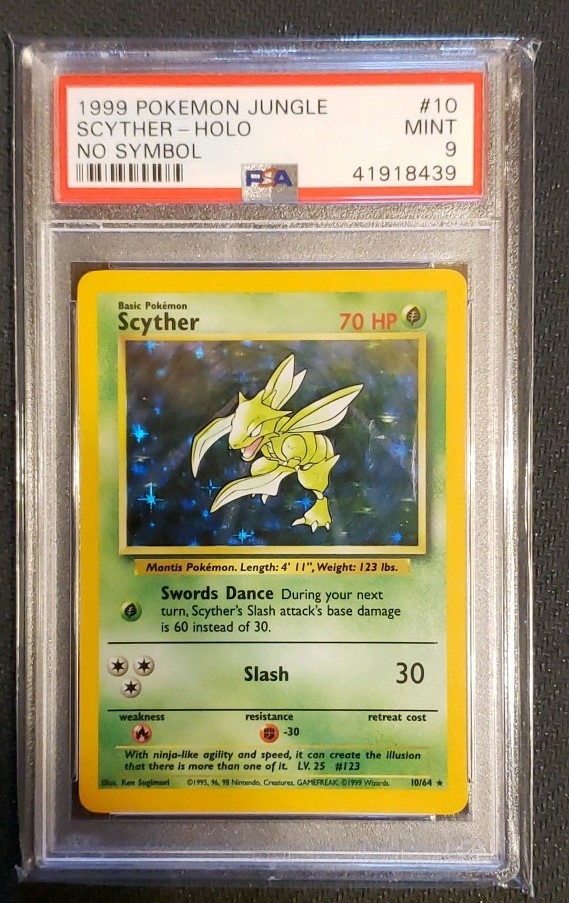 1999 POKEMON JUNGLE #10
SCYTHER – HOLO MINT
NO SYMBOL 9
PSA 41918439
Basic Pokémon
Scyther 70 HP
Mantis Pokémon. Length: 4' 11", Weight: 123 lbs.
Swords Dance During your next
turn, Scyther's Slash attack's base damage
is 60 instead of 30.
Slash 30
weakness resistance retreat cost
-30
With ninja-like agility and speed, it can create the illusion
that there is more than one of it. LV. 25 #123
Illus. Ken Sugimori ©1995, 96, 98 Nintendo, Creatures, GAMEFREAK. ©1999 Wizards. 10/64 ★